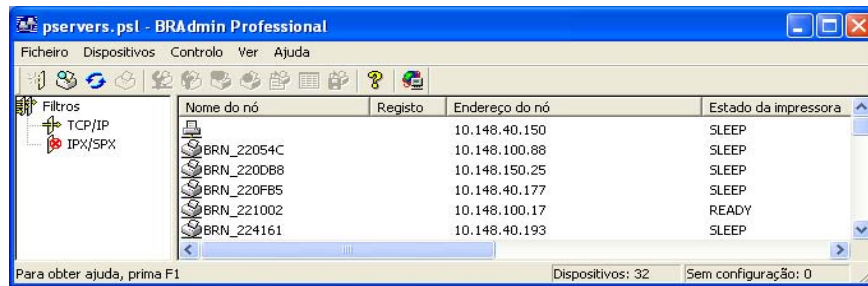 pservers.psl - BRAdmin Professional
Ficheiro Dispositivos Controlo Ver Ajuda
Filtros
TCP/IP
IPX/SPX
Nome do nó Registo Endereço do nó Estado da impressora
10.148.40.150 SLEEP
BRN_22054C 10.148.100.88 SLEEP
BRN_220DB8 10.148.150.25 SLEEP
BRN_220FB5 10.148.40.177 SLEEP
BRN_221002 10.148.100.17 READY
BRN_224161 10.148.40.193 SLEEP
Para obter ajuda, prima F1 Dispositivos: 32 Sem configuração: 0